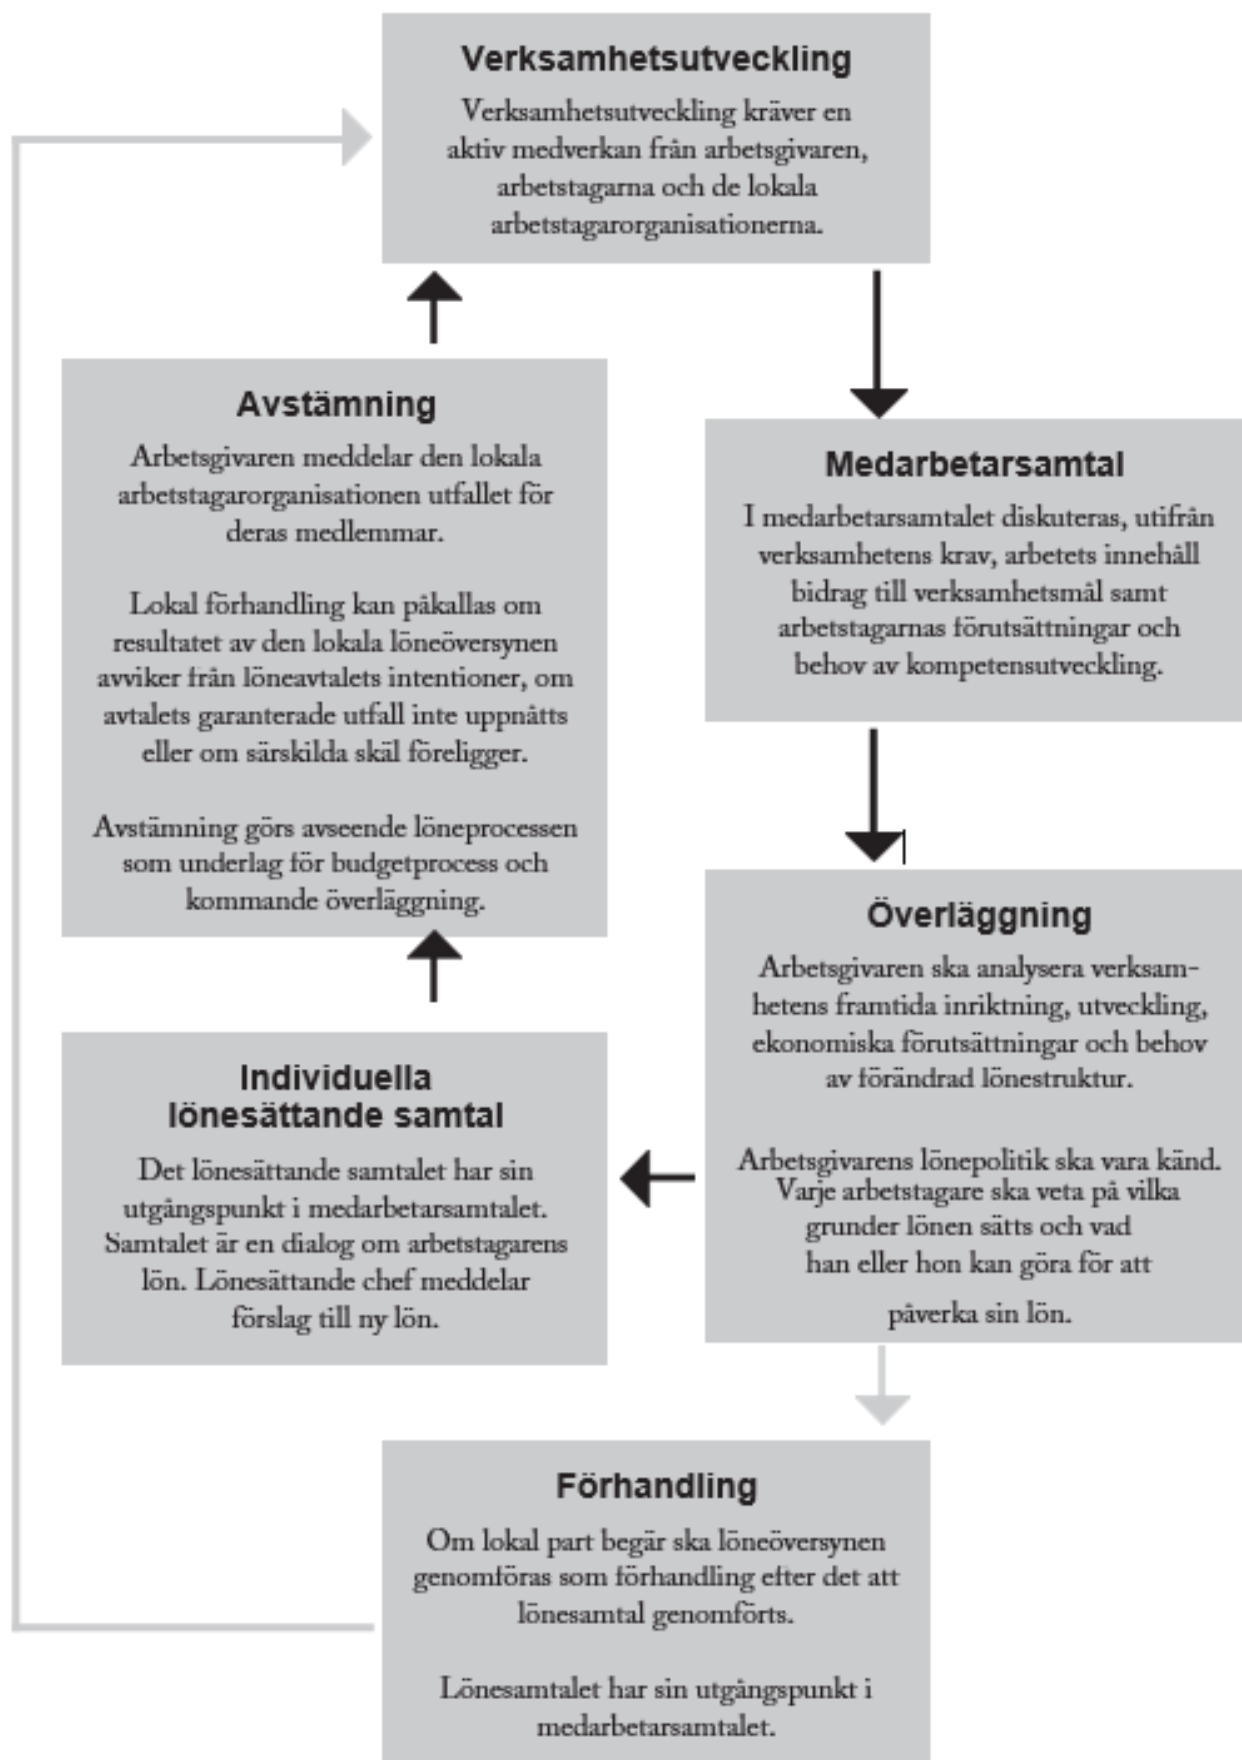 Verksamhetsutveckling
Verksamhetsutveckling kräver en
aktiv medverkan från arbetsgivaren,
arbetstagarna och de lokala
arbetstagarorganisationerna.
Medarbetarsamtal
I medarbetarsamtalet diskuteras, utifrån
verksamhetens krav, arbetets innehåll
bidrag till verksamhetsmål samt
arbetstagarnas förutsättningar och
behov av kompetensutveckling.
Överläggning
Arbetsgivaren ska analysera verksam-
hetens framtida inriktning, utveckling,
ekonomiska förutsättningar och behov
av förändrad lönestruktur.
Arbetsgivarens lönepolitik ska vara känd.
Varje arbetstagare ska veta på vilka
grunder lönen sätts och vad
han eller hon kan göra för att
påverka sin lön.
Individuella
lönesättande samtal
Det lönesättande samtalet har sin
utgångspunkt i medarbetarsamtalet.
Samtalet är en dialog om arbetstagarens
lön. Lönesättande chef meddelar
förslag till ny lön.
Avstämning
Arbetsgivaren meddelar den lokala
arbetstagarorganisationen utfallet för
deras medlemmar.
Lokal förhandling kan påkallas om
resultatet av den lokala löneöversynen
avviker från löneavtalets intentioner, om
avtalets garanterade utfall inte uppnåtts
eller om särskilda skäl föreligger.
Avstämning görs avseende löneprocessen
som underlag för budgetprocess och
kommande överläggning.
Förhandling
Om lokal part begär ska löneöversynen
genomföras som förhandling efter det att
lönesamtal genomförts.
Lönesamtalet har sin utgångspunkt i
medarbetarsamtalet.